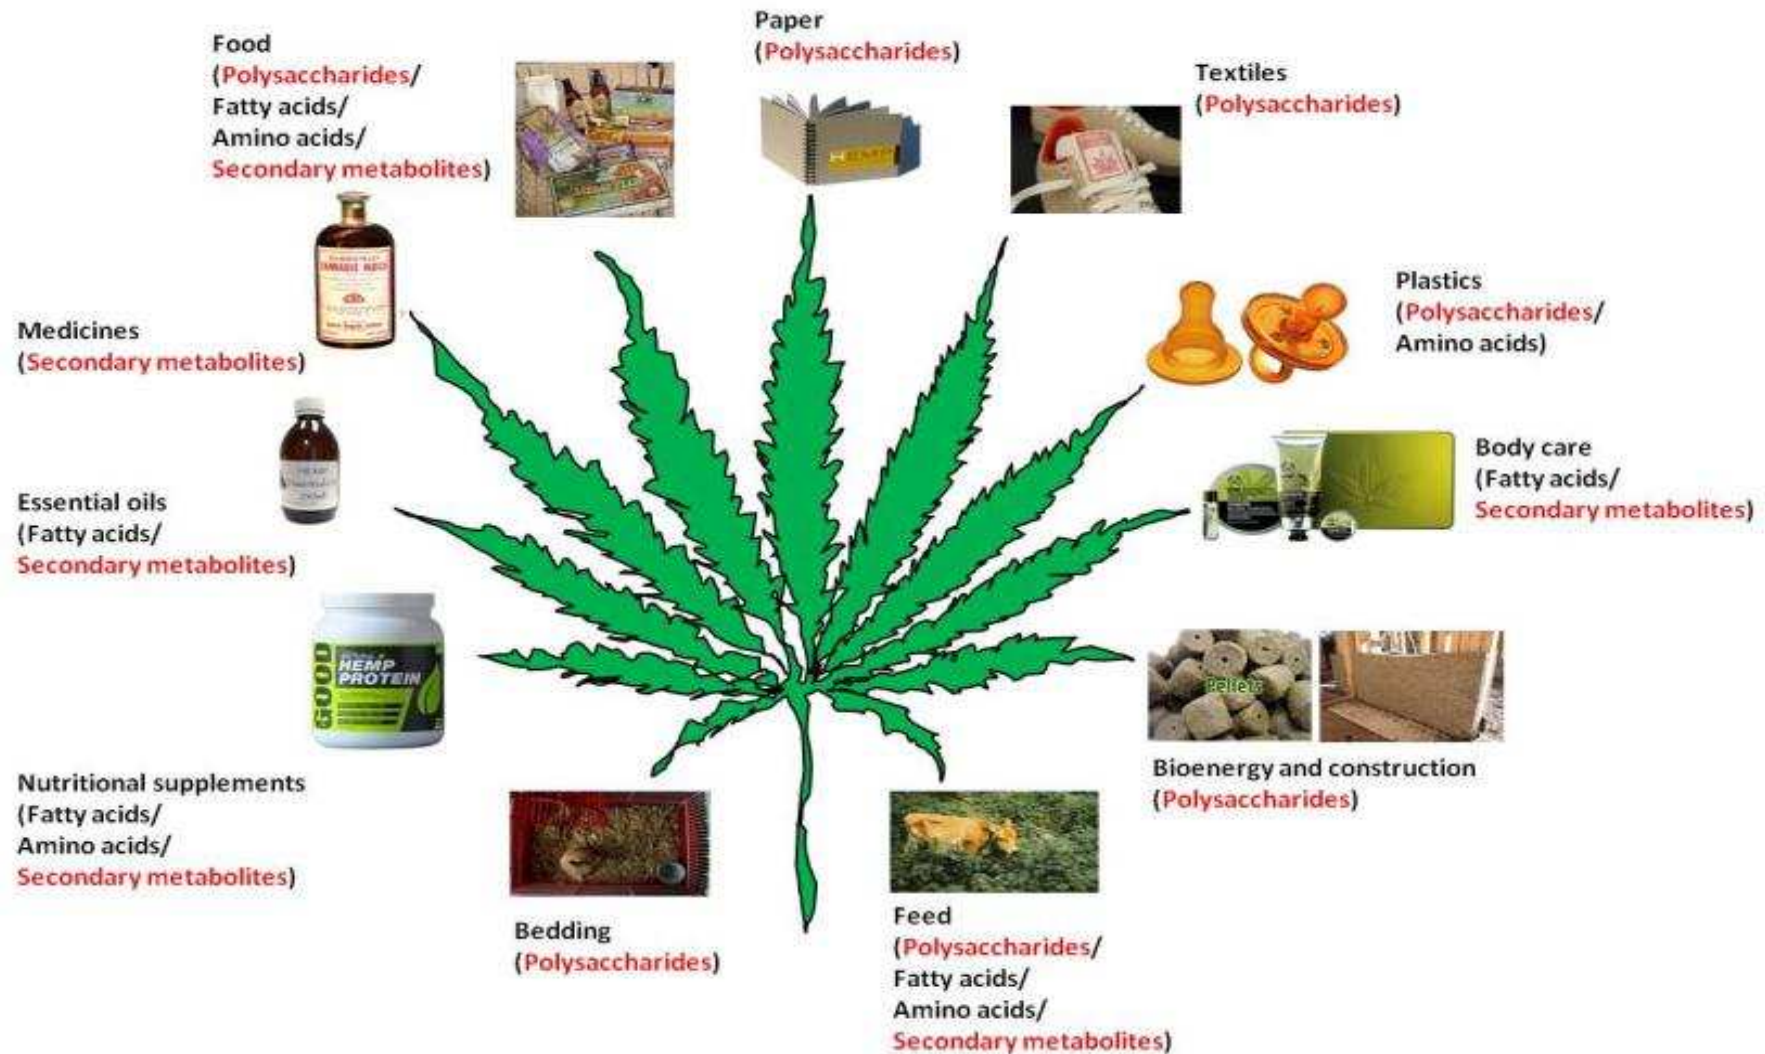 Paper
(Polysaccharides)
Food
(Polysaccharides/
Fatty acids/
Amino acids/
Secondary metabolites)
Textiles
(Polysaccharides)
HEMP
CANNABIS INDICA
Plastics
(Polysaccharides/
Amino acids)
Medicines
(Secondary metabolites)
Body care
(Fatty acids/
Secondary metabolites)
Essential oils
(Fatty acids/
Secondary metabolites)
GOOD
HEMP
PROTEIN
Pellets
Bioenergy and construction
(Polysaccharides)
Nutritional supplements
(Fatty acids/
Amino acids/
Secondary metabolites)
Bedding
(Polysaccharides)
Feed
(Polysaccharides/
Fatty acids/
Amino acids/
Secondary metabolites)